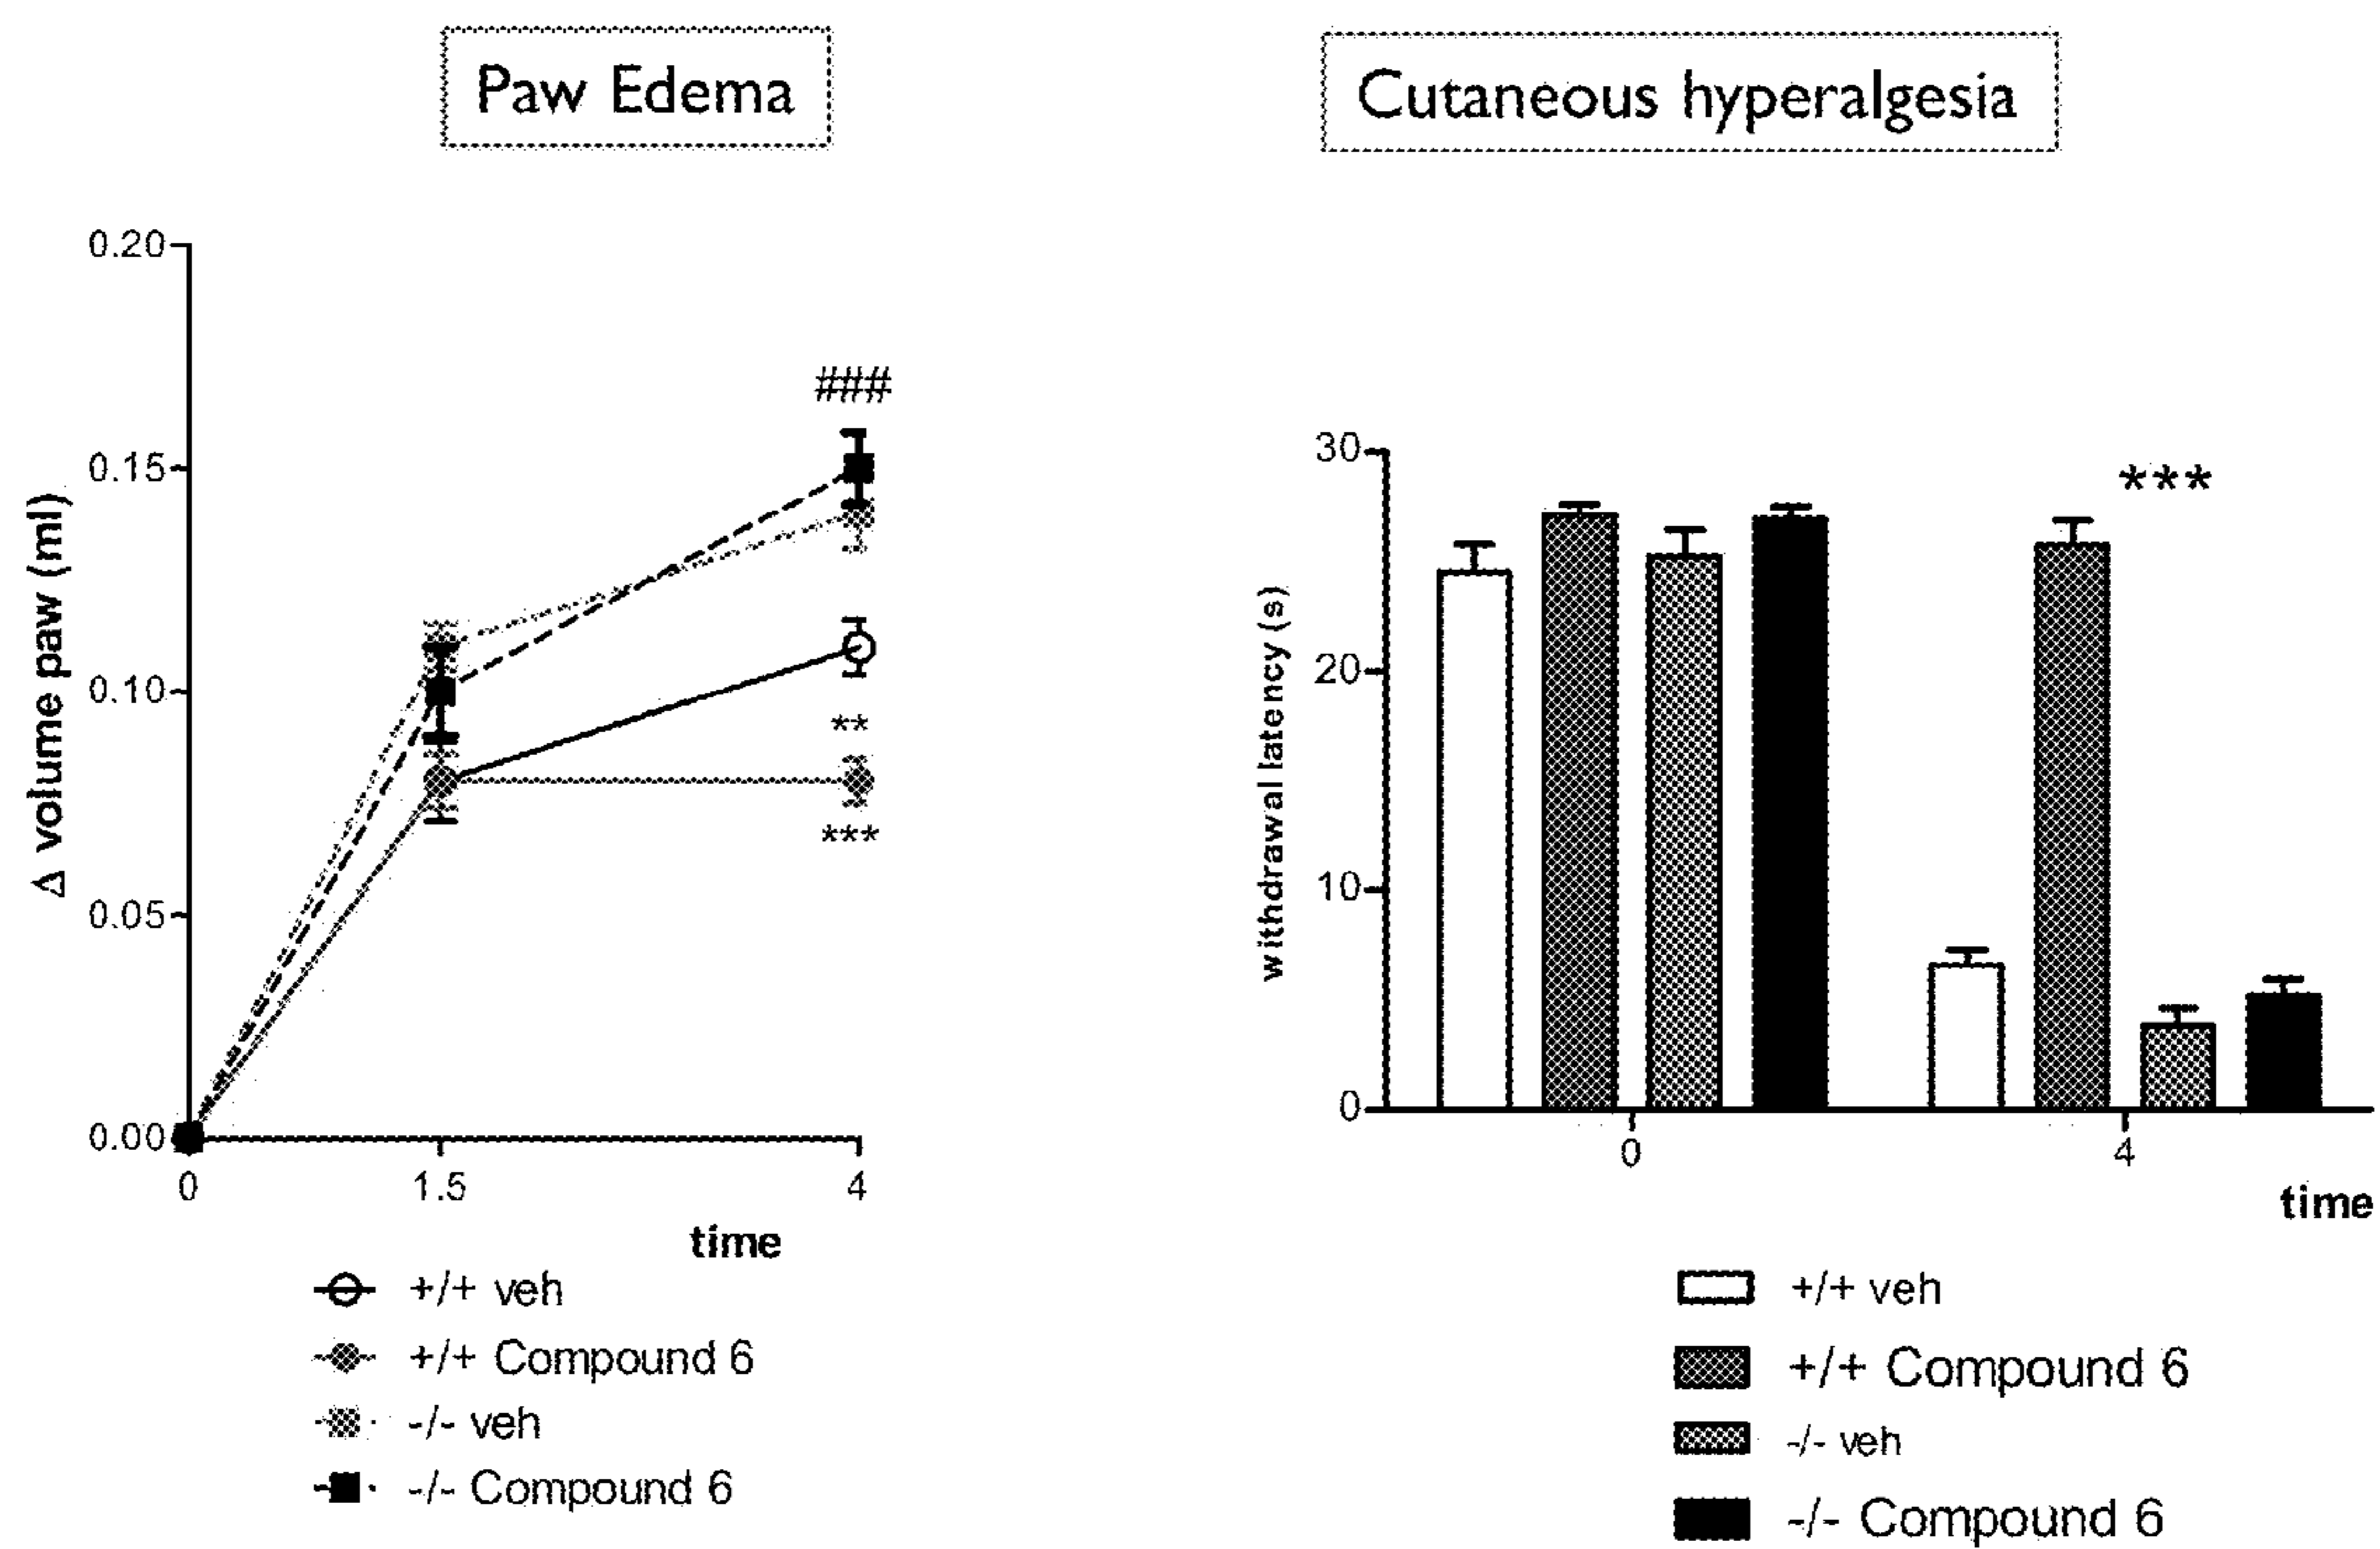 Paw Edema
Δ volume paw (ml)
0.20
0.15
0.10
0.05
0.00
###
**
***
0 1.5 4
time
+/+ veh
+/+ Compound 6
-/- veh
-/- Compound 6
Cutaneous hyperalgesia
withdrawal latency (s)
30
20
10
0
***
0 4
time
+/+ veh
+/+ Compound 6
-/- veh
-/- Compound 6